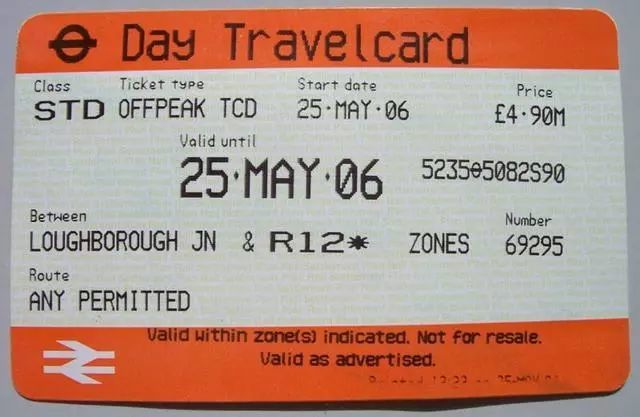 Day Travelcard
Class Ticket type Start date Price
STD OFFPEAK TCD 25·MAY·06 £4·90M
Valid until
25·MAY·06 5235⊖5082S90
Between Number
LOUGHBOROUGH JN & R12* ZONES 69295
Route
ANY PERMITTED
Valid within zone(s) indicated. Not for resale.
Valid as advertised.